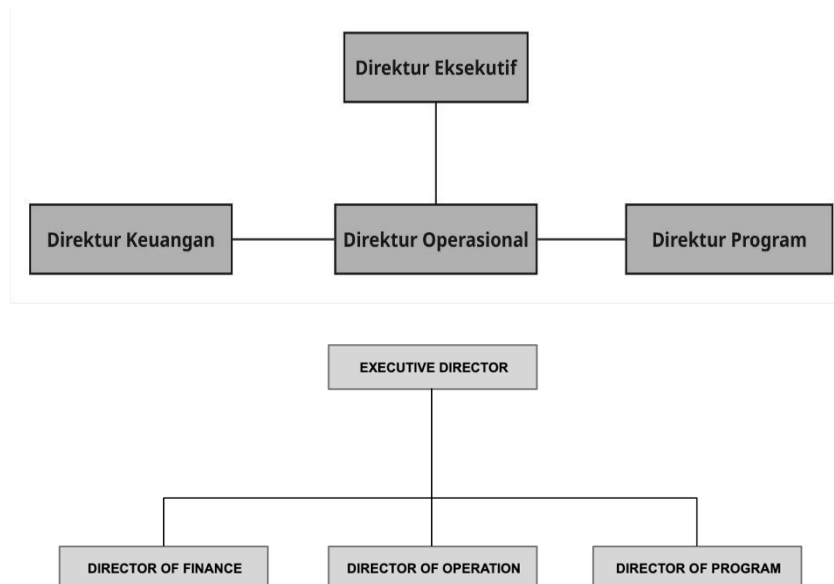 Direktur Eksekutif
Direktur Keuangan
Direktur Operasional
Direktur Program
EXECUTIVE DIRECTOR
DIRECTOR OF FINANCE
DIRECTOR OF OPERATION
DIRECTOR OF PROGRAM